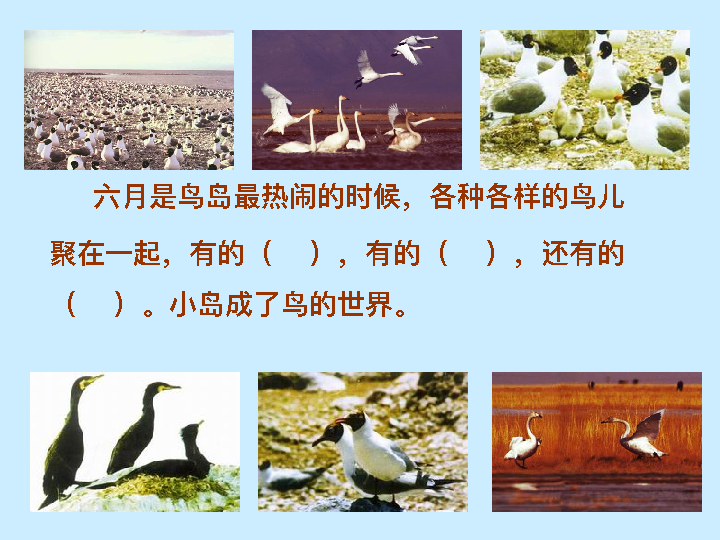 六月是鸟岛最热闹的时候，各种各样的鸟儿
聚在一起，有的（　），有的（　），还有的
（　）。小岛成了鸟的世界。